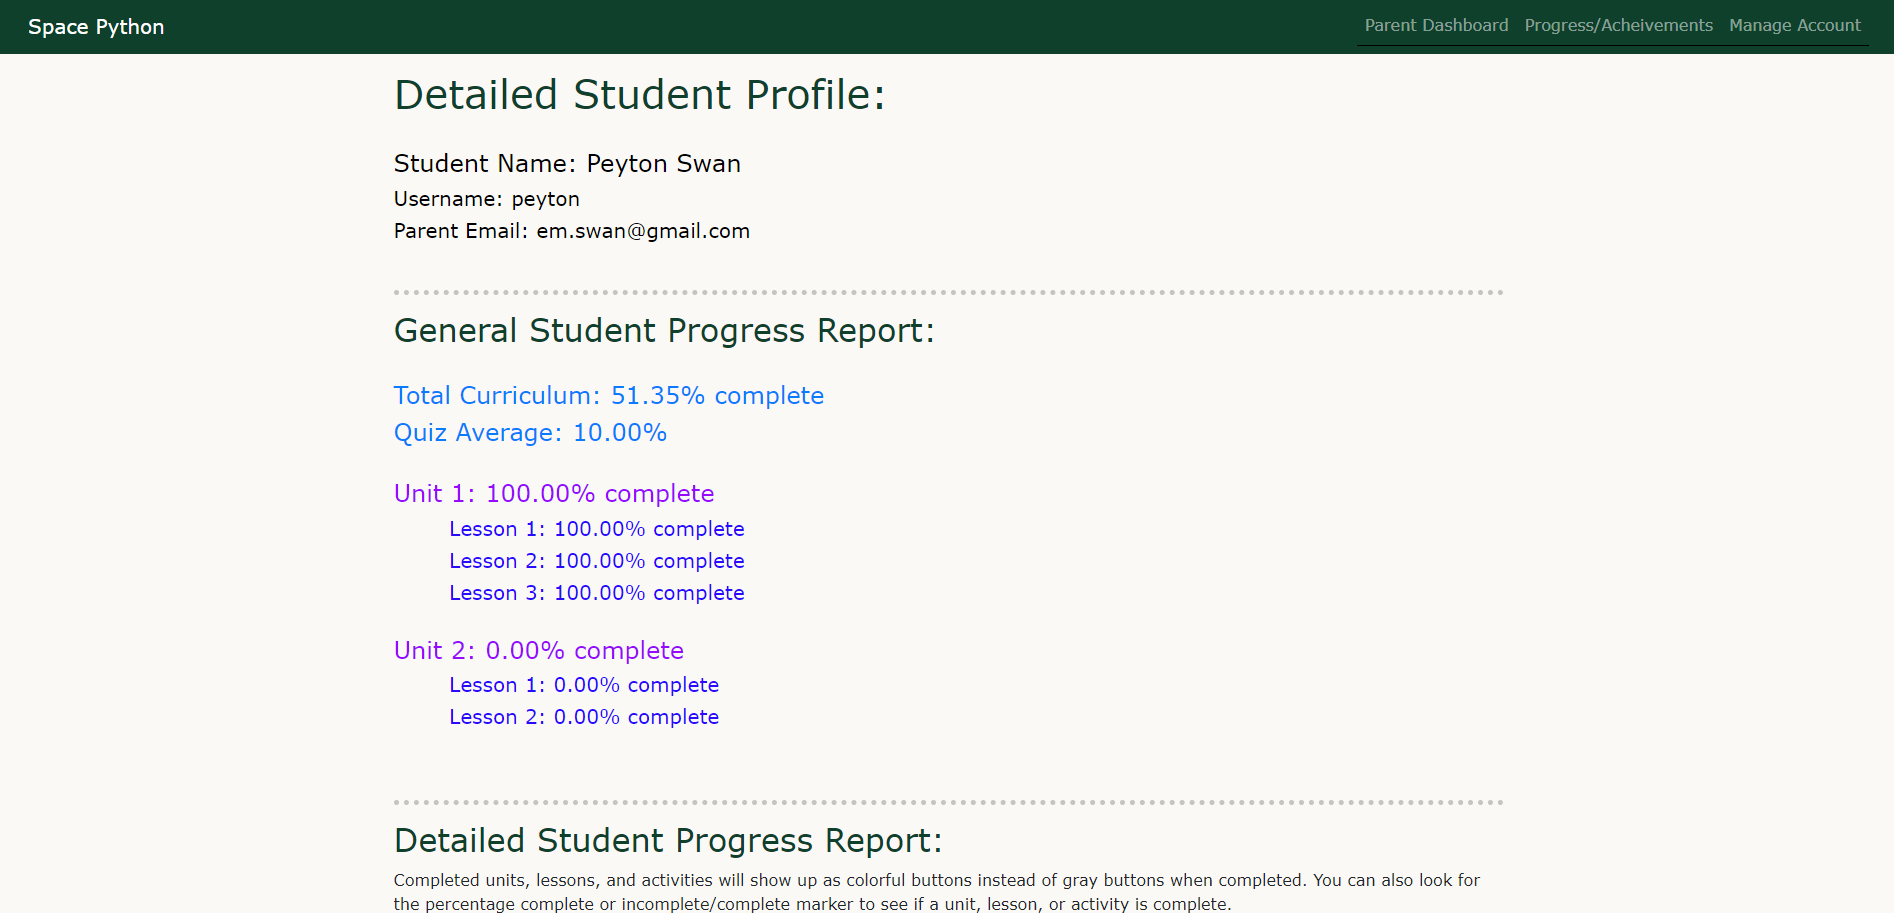 Space Python
Parent Dashboard Progress/Acheivements Manage Account
Detailed Student Profile:
Student Name: Peyton Swan
Username: peyton
Parent Email: em.swan@gmail.com
General Student Progress Report:
Total Curriculum: 51.35% complete
Quiz Average: 10.00%
Unit 1: 100.00% complete
Lesson 1: 100.00% complete
Lesson 2: 100.00% complete
Lesson 3: 100.00% complete
Unit 2: 0.00% complete
Lesson 1: 0.00% complete
Lesson 2: 0.00% complete
Detailed Student Progress Report:
Completed units, lessons, and activities will show up as colorful buttons instead of gray buttons when completed. You can also look for
the percentage complete or incomplete/complete marker to see if a unit, lesson, or activity is complete.